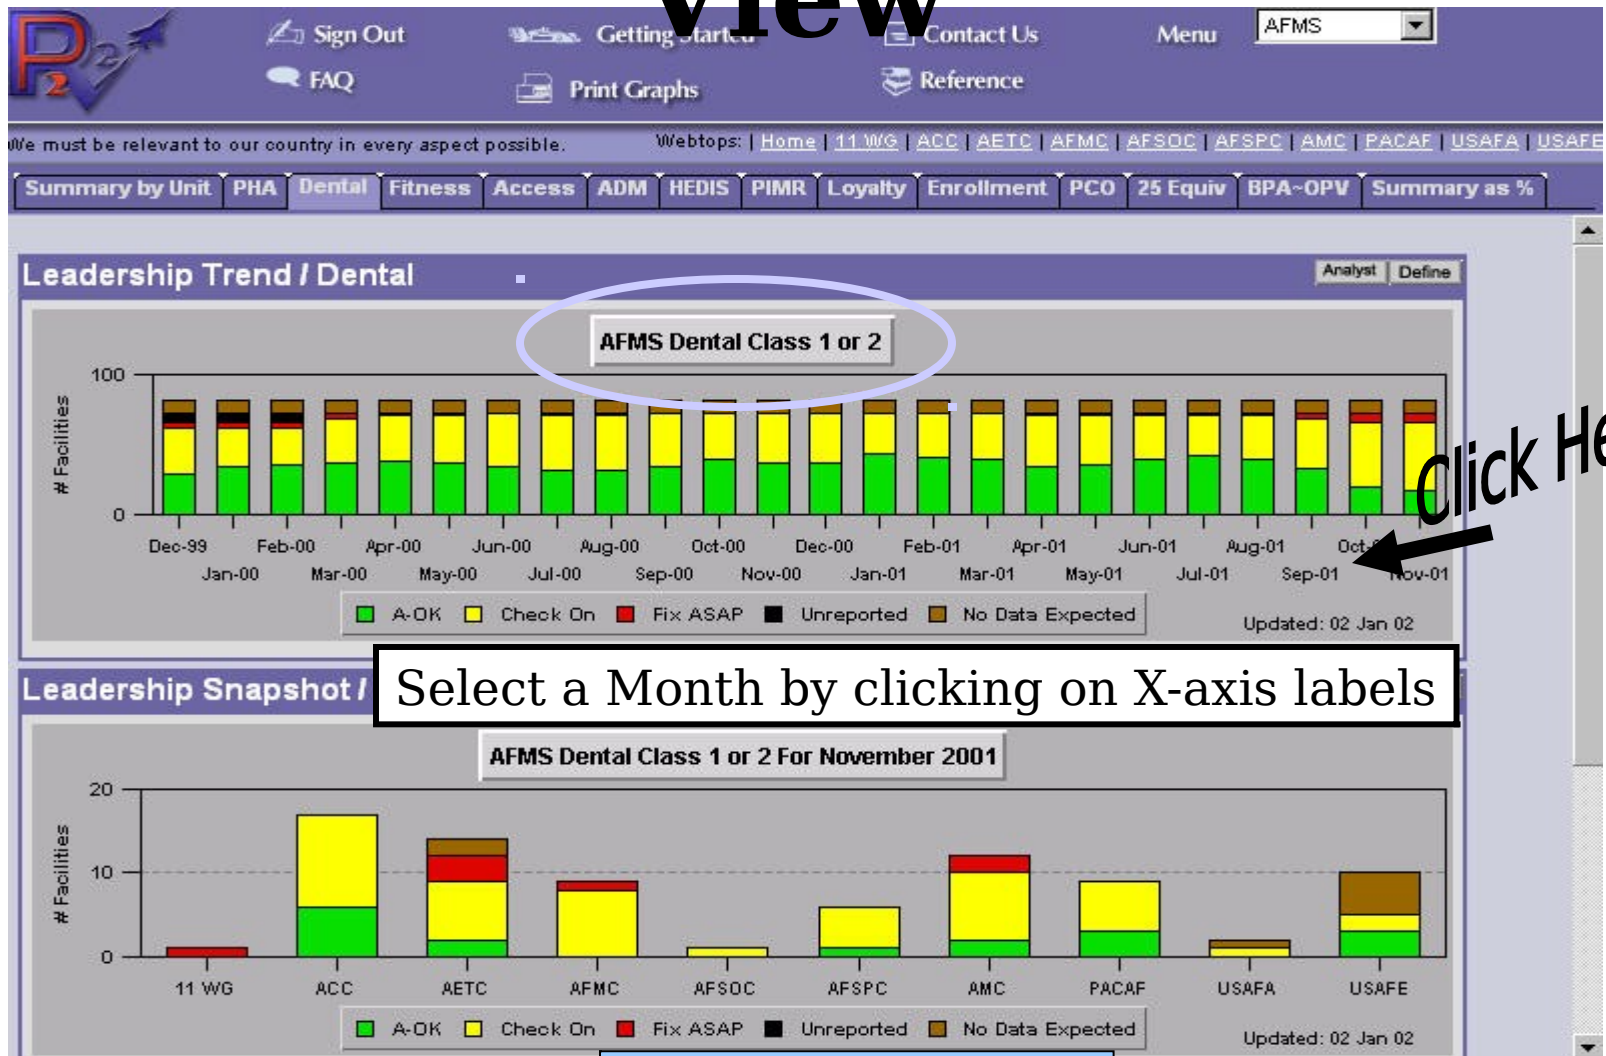 View
Sign Out
Getting Started
Contact Us
Menu
AFMS
P2R2
FAQ
Print Graphs
Reference
We must be relevant to our country in every aspect possible.
Webtops: | Home | 11 WG | ACC | AETC | AFMC | AFSOC | AFSPC | AMC | PACAF | USAFA | USAFE
Summary by Unit PHA Dental Fitness Access ADM HEDIS PIMR Loyalty Enrollment PCO 25 Equiv BPA~OPV Summary as %
Leadership Trend / Dental
Analyst Define
AFMS Dental Class 1 or 2
100
# Facilities
0
Click He
Dec-99 Feb-00 Apr-00 Jun-00 Aug-00 Oct-00 Dec-00 Feb-01 Apr-01 Jun-01 Aug-01 Oct-
Jan-00 Mar-00 May-00 Jul-00 Sep-00 Nov-00 Jan-01 Mar-01 May-01 Jul-01 Sep-01 Nov-01
A-OK Check On Fix ASAP Unreported No Data Expected
Updated: 02 Jan 02
Leadership Snapshot /
Select a Month by clicking on X-axis labels
AFMS Dental Class 1 or 2 For November 2001
20
# Facilities
10
0
11 WG ACC AETC AFMC AFSOC AFSPC AMC PACAF USAFA USAFE
A-OK Check On Fix ASAP Unreported No Data Expected
Updated: 02 Jan 02